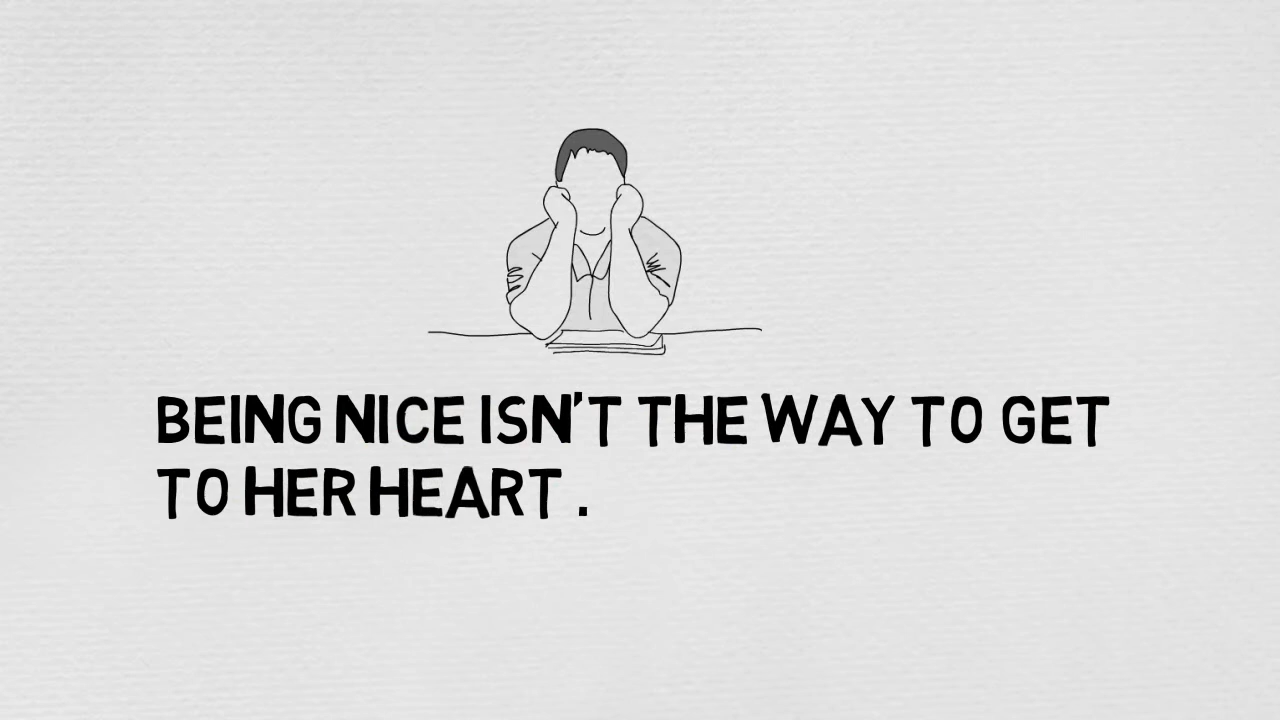 BEING NICE ISN'T THE WAY TO GET
TO HER HEART .